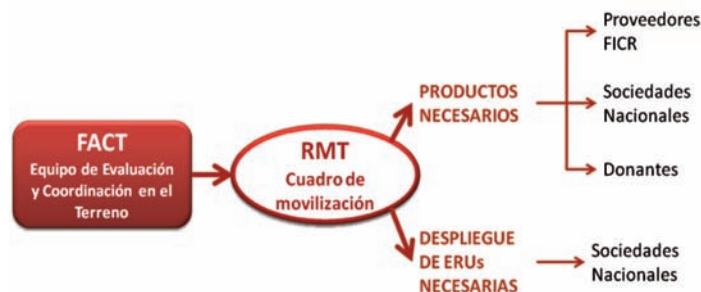 FACT
Equipo de Evaluación
y Coordinación en el
Terreno
RMT
Cuadro de
movilización
PRODUCTOS
NECESARIOS
Proveedores
FICR
Sociedades
Nacionales
Donantes
DESPLIEGUE
DE ERUs
NECESARIAS
Sociedades
Nacionales